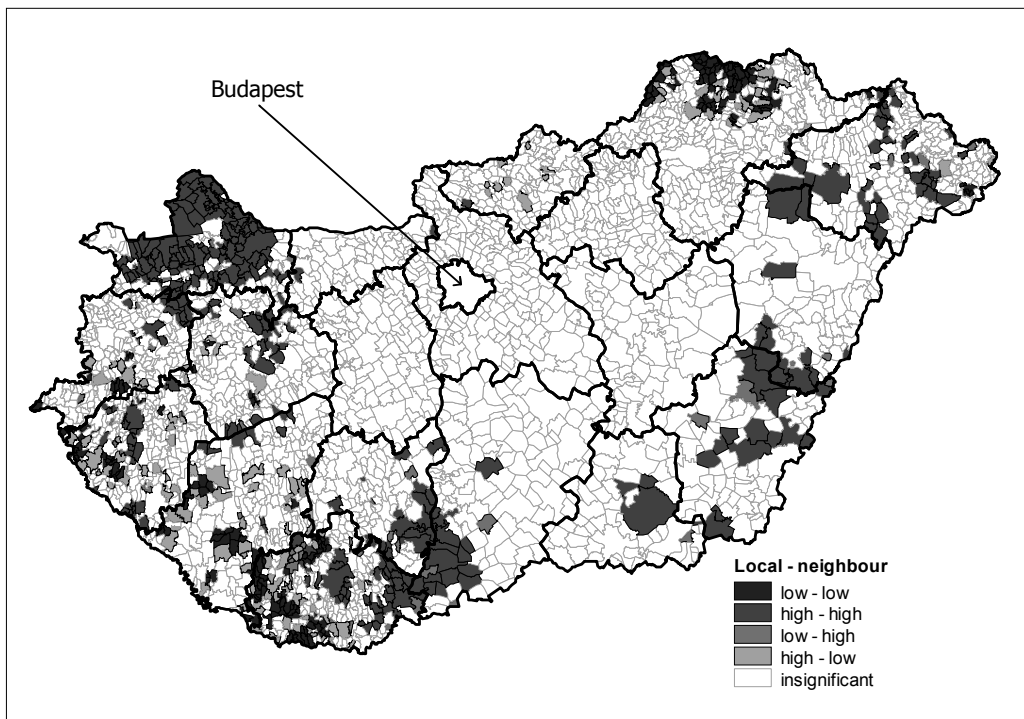 Budapest
Local - neighbour
low - low
high - high
low - high
high - low
insignificant